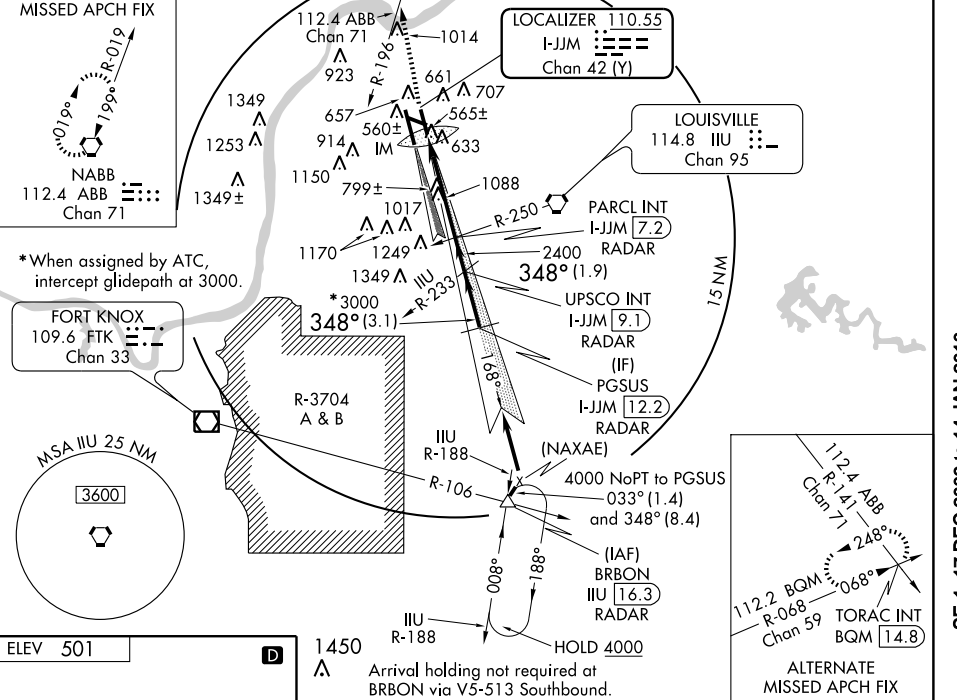 MISSED APCH FIX
R-019
019°
199°
NABB
112.4 ABB
Chan 71
112.4 ABB
Chan 71
R-196
1014
923
661
707
657
565±
560±
IM
633
1349
1253
914
1150
1349±
799±
1088
1017
1170
1249
1349
LOCALIZER 110.55
I-JJM
Chan 42 (Y)
LOUISVILLE
114.8 IIU
Chan 95
R-250
PARCL INT
I-JJM 7.2
RADAR
2400
348° (1.9)
15 NM
IIU
R-233
UPSCO INT
I-JJM 9.1
RADAR
*3000
348° (3.1)
(IF)
PGSUS
I-JJM 12.2
RADAR
168°
*When assigned by ATC,
intercept glidepath at 3000.
FORT KNOX
109.6 FTK
Chan 33
R-3704
A & B
R-106
IIU
R-188
(NAXAE)
4000 NoPT to PGSUS
033° (1.4)
and 348° (8.4)
(IAF)
BRBON
IIU 16.3
RADAR
008°
188°
IIU
R-188
HOLD 4000
Arrival holding not required at
BRBON via V5-513 Southbound.
MSA IIU 25 NM
3600
ELEV 501
D
1450
112.4 ABB
R-141
Chan 71
248°
068°
112.2 BQM
R-068
Chan 59
TORAC INT
BQM 14.8
ALTERNATE
MISSED APCH FIX